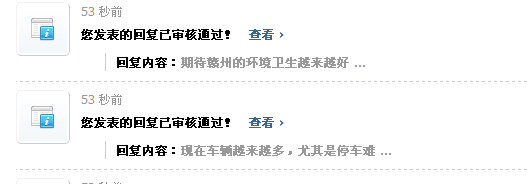 53 秒前
您发表的回复已审核通过！ 查看 ›
回复内容：期待赣州的环境卫生越来越好 ...
53 秒前
您发表的回复已审核通过！ 查看 ›
回复内容：现在车辆越来越多，尤其是停车难 ...